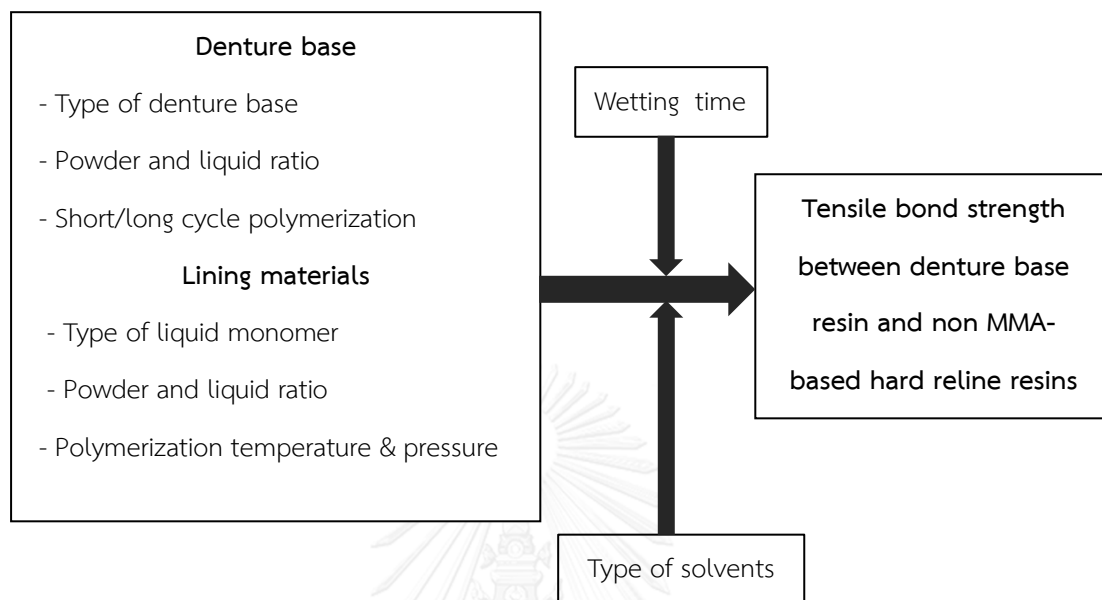 Denture base
- Type of denture base
- Powder and liquid ratio
- Short/long cycle polymerization
Lining materials
- Type of liquid monomer
- Powder and liquid ratio
- Polymerization temperature & pressure
Wetting time
Tensile bond strength
between denture base
resin and non MMA-
based hard reline resins
Type of solvents